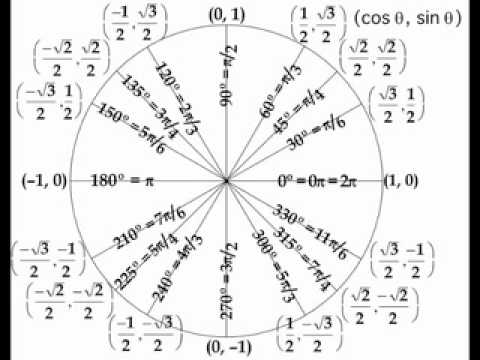 (-1/2, √3/2)
(0, 1)
(1/2, √3/2)
(cos θ, sin θ)
(-√2/2, √2/2)
(√2/2, √2/2)
(-√3/2, 1/2)
(√3/2, 1/2)
120° = 2π/3
90° = π/2
60° = π/3
135° = 3π/4
45° = π/4
150° = 5π/6
30° = π/6
(-1, 0)
180° = π
0° = 0π = 2π
(1, 0)
210° = 7π/6
330° = 11π/6
225° = 5π/4
315° = 7π/4
240° = 4π/3
270° = 3π/2
300° = 5π/3
(-√3/2, -1/2)
(√3/2, -1/2)
(-√2/2, -√2/2)
(√2/2, -√2/2)
(-1/2, -√3/2)
(0, -1)
(1/2, -√3/2)